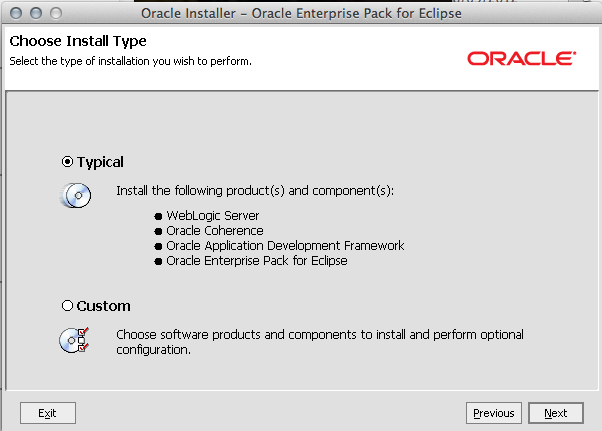 Oracle Installer - Oracle Enterprise Pack for Eclipse
Choose Install Type
Select the type of installation you wish to perform.
ORACLE
Typical
Install the following product(s) and component(s):
WebLogic Server
Oracle Coherence
Oracle Application Development Framework
Oracle Enterprise Pack for Eclipse
Custom
Choose software products and components to install and perform optional
configuration.
Exit
Previous
Next